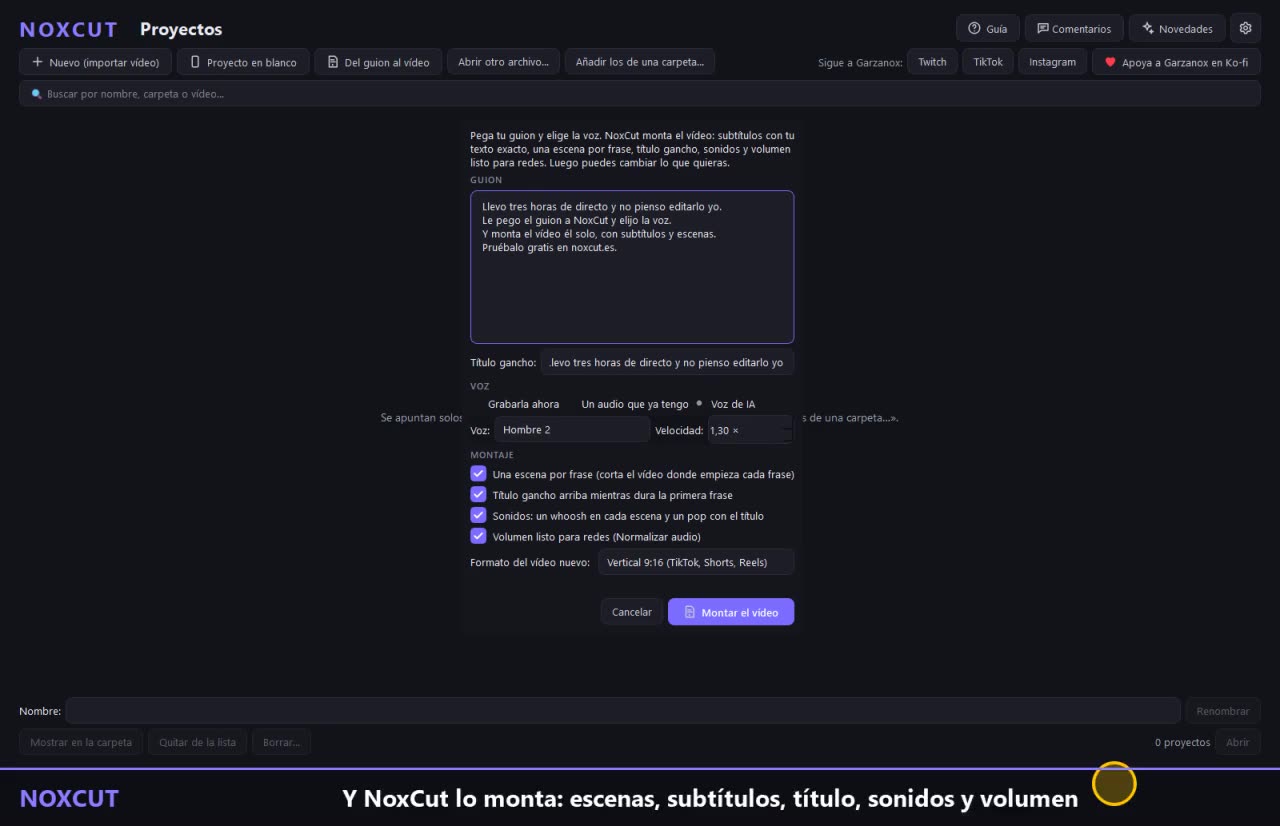 NOXCUT Proyectos Guía Comentarios Novedades
Nuevo (importar vídeo) Proyecto en blanco Del guion al vídeo Abrir otro archivo... Añadir los de una carpeta... Sigue a Garzanox: Twitch TikTok Instagram Apoya a Garzanox en Ko-fi
Buscar por nombre, carpeta o vídeo...
Pega tu guion y elige la voz. NoxCut monta el vídeo: subtítulos con tu
texto exacto, una escena por frase, título gancho, sonidos y volumen
listo para redes. Luego puedes cambiar lo que quieras.
GUION
Llevo tres horas de directo y no pienso editarlo yo.
Le pego el guion a NoxCut y elijo la voz.
Y monta el vídeo él solo, con subtítulos y escenas.
Pruébalo gratis en noxcut.es.
Título gancho: .levo tres horas de directo y no pienso editarlo yo
VOZ
Grabarla ahora Un audio que ya tengo Voz de IA
Se apuntan solos s de una carpeta...».
Voz: Hombre 2 Velocidad: 1,30 ×
MONTAJE
Una escena por frase (corta el vídeo donde empieza cada frase)
Título gancho arriba mientras dura la primera frase
Sonidos: un whoosh en cada escena y un pop con el título
Volumen listo para redes (Normalizar audio)
Formato del vídeo nuevo: Vertical 9:16 (TikTok, Shorts, Reels)
Cancelar Montar el vídeo
Nombre: Renombrar
Mostrar en la carpeta Quitar de la lista Borrar... 0 proyectos Abrir
NOXCUT Y NoxCut lo monta: escenas, subtítulos, título, sonidos y volumen